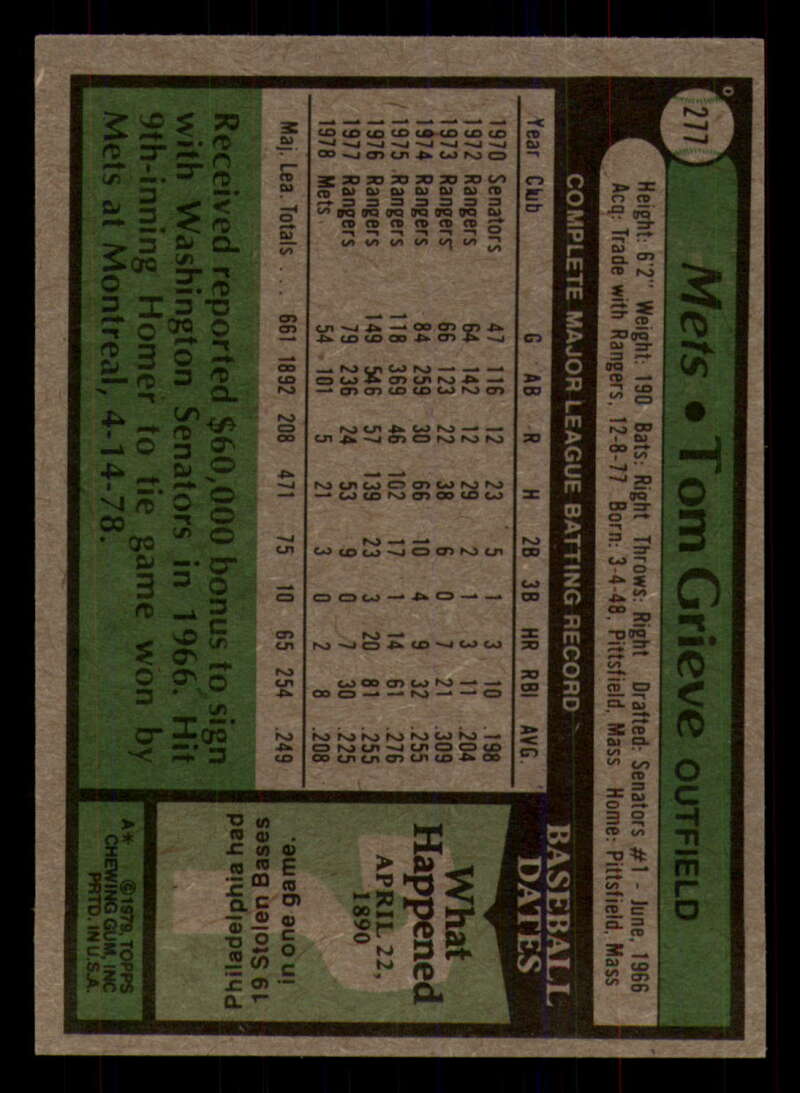 277
Mets • Tom Grieve OUTFIELD
Height: 6'2" Weight: 190 Bats: Right Throws: Right Drafted: Senators #1 - June, 1966
Acq: Trade with Rangers, 12-8-77 Born: 3-4-48, Pittsfield, Mass Home: Pittsfield, Mass
COMPLETE MAJOR LEAGUE BATTING RECORD
Year Club G AB R H 2B 3B HR RBI AVG.
1970 Senators 47 116 12 23 5 1 3 10 .198
1972 Rangers 64 142 12 29 2 1 3 11 .204
1973 Rangers 66 123 22 38 6 0 7 21 .309
1974 Rangers 84 259 30 66 10 4 9 32 .255
1975 Rangers 118 369 46 102 17 1 14 61 .276
1976 Rangers 149 546 57 139 23 3 20 81 .255
1977 Rangers 79 236 24 53 9 0 7 30 .225
1978 Mets 54 101 5 21 3 0 2 8 .208
Maj. Lea. Totals .... 661 1892 208 471 75 10 65 254 .249
Received reported $60,000 bonus to sign
with Washington Senators in 1966. Hit
9th-inning Homer to tie game won by
Mets at Montreal, 4-14-78.
BASEBALL
DATES
What
Happened
APRIL 22,
1890
Philadelphia had
19 Stolen Bases
in one game.
A* ©1979, TOPPS
CHEWING GUM, INC
PRTD. IN U.S.A.